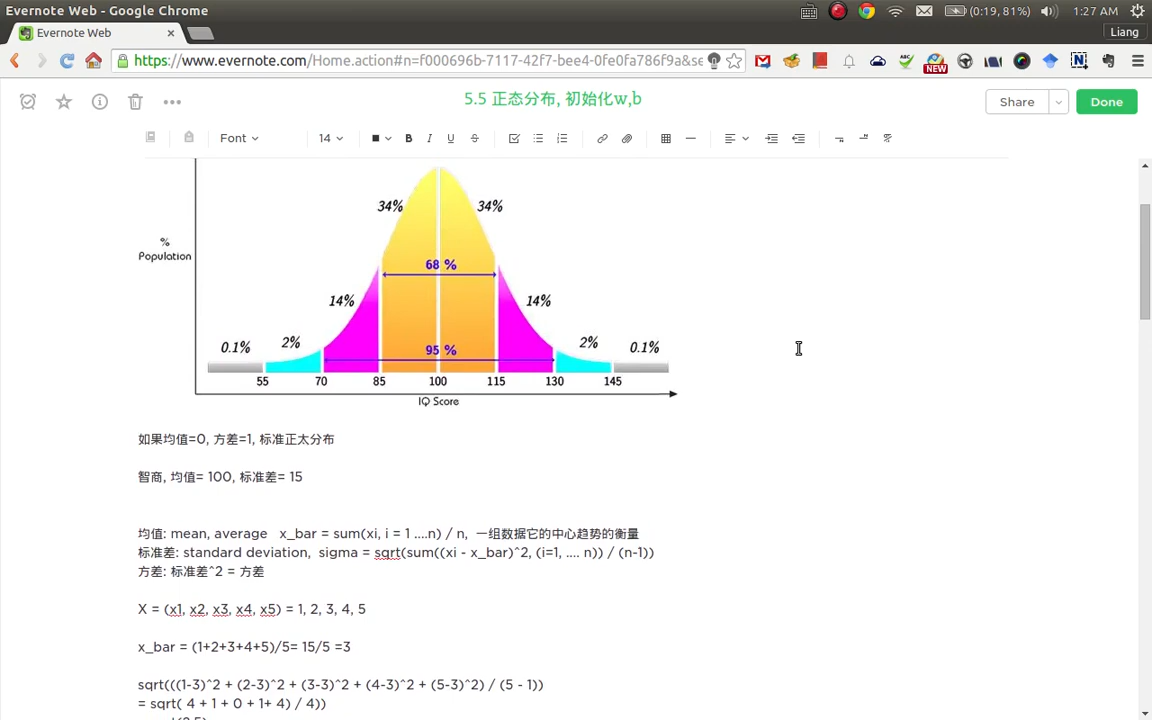 Evernote Web - Google Chrome
(0:19, 81%)
1:27 AM
Evernote Web
Liang
https://www.evernote.com/Home.action#n=f000696b-7117-42f7-bee4-0fe0fa786f9a&se
NEW
5.5 正态分布, 初始化w,b
Share
Done
Font
14
B
I
U
S
34%
34%
%
Population
68 %
14%
14%
0.1%
2%
95 %
2%
0.1%
55
70
85
100
115
130
145
IQ Score
如果均值=0, 方差=1, 标准正太分布
智商, 均值= 100, 标准差= 15
均值: mean, average x_bar = sum(xi, i = 1 ....n) / n, 一组数据它的中心趋势的衡量
标准差: standard deviation, sigma = sqrt(sum((xi - x_bar)^2, (i=1, .... n)) / (n-1))
方差: 标准差^2 = 方差
X = (x1, x2, x3, x4, x5) = 1, 2, 3, 4, 5
x_bar = (1+2+3+4+5)/5= 15/5 =3
sqrt(((1-3)^2 + (2-3)^2 + (3-3)^2 + (4-3)^2 + (5-3)^2) / (5 - 1))
= sqrt( 4 + 1 + 0 + 1+ 4) / 4))